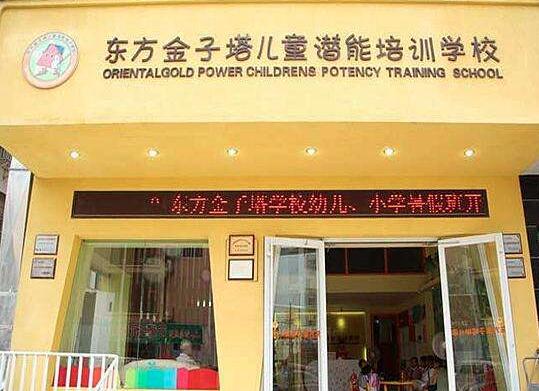 东方金子塔儿童潜能培训学校
ORIENTALGOLD POWER CHILDRENS POTENCY TRAINING SCHOOL
东方金子塔学校幼儿、小学暑假班开